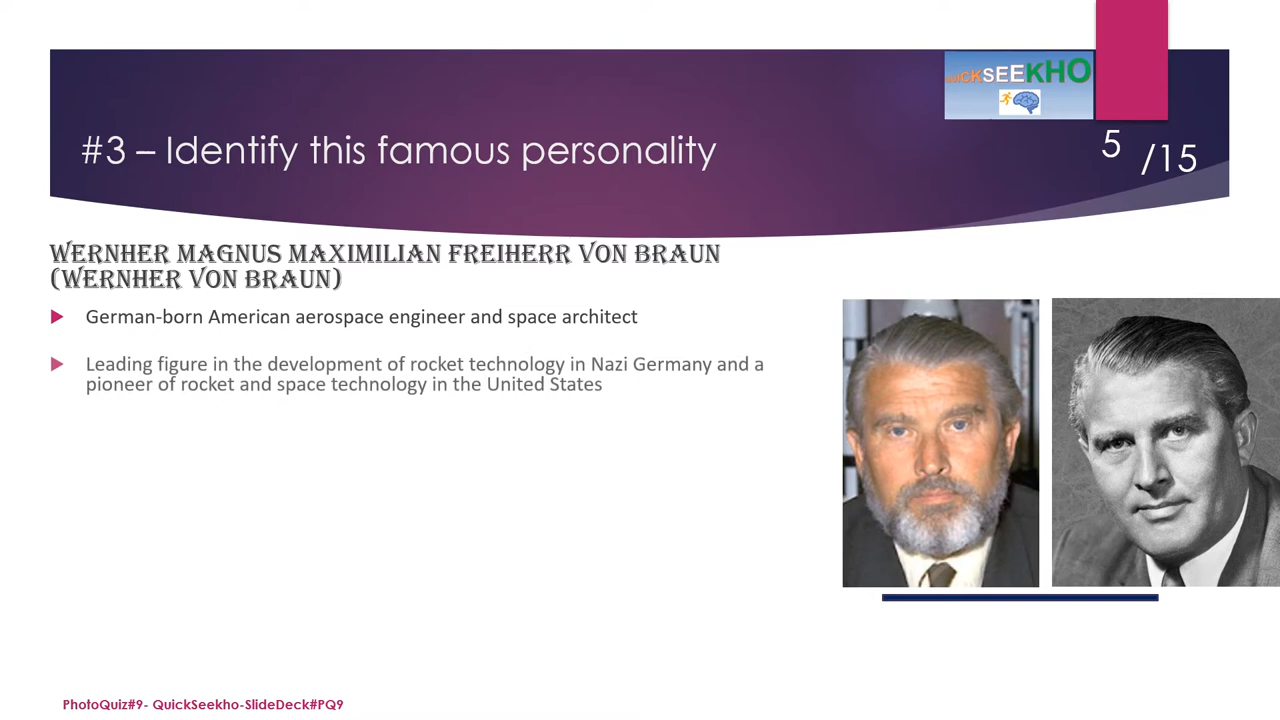 QUICKSEEKHO
#3 – Identify this famous personality
5 /15
WERNHER MAGNUS MAXIMILIAN FREIHERR VON BRAUN
(WERNHER VON BRAUN)
German-born American aerospace engineer and space architect
Leading figure in the development of rocket technology in Nazi Germany and a
pioneer of rocket and space technology in the United States
PhotoQuiz#9- QuickSeekho-SlideDeck#PQ9